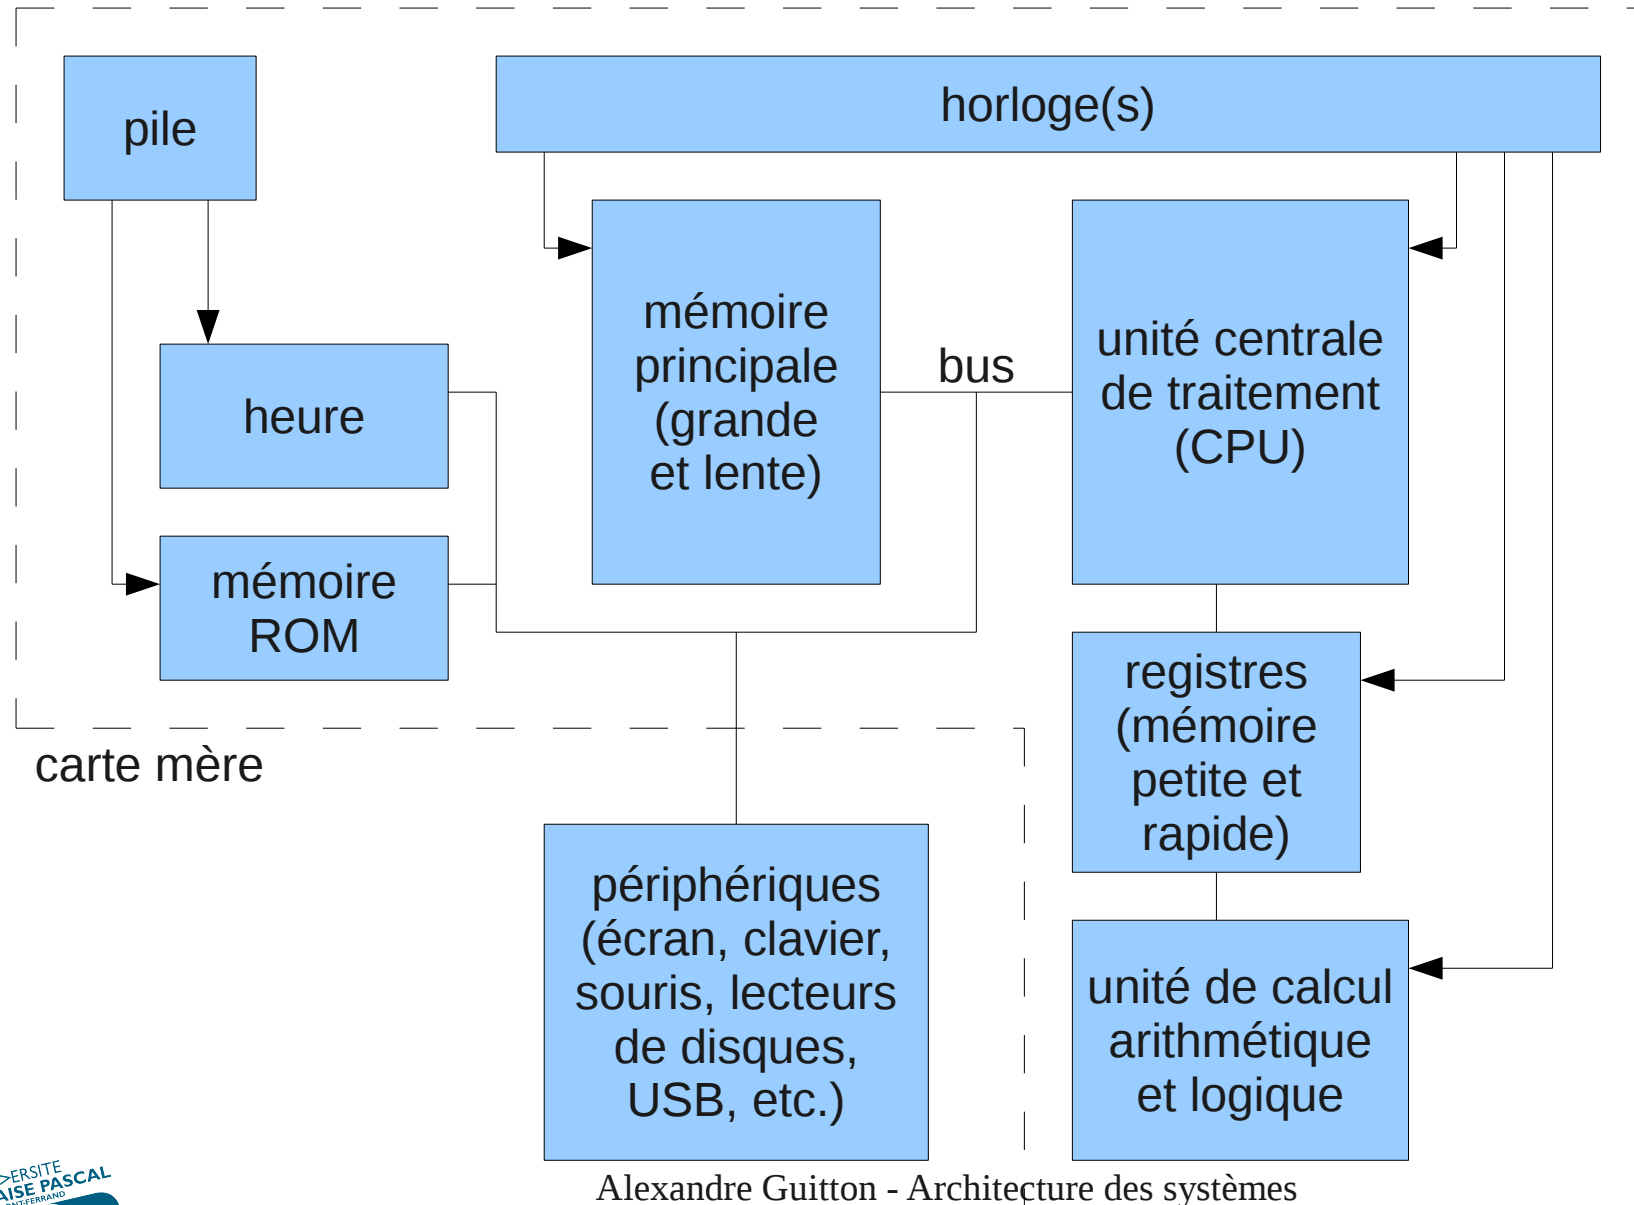 pile
horloge(s)
mémoire
principale
(grande
et lente)
bus
unité centrale
de traitement
(CPU)
heure
mémoire
ROM
registres
(mémoire
petite et
rapide)
carte mère
périphériques
(écran, clavier,
souris, lecteurs
de disques,
USB, etc.)
unité de calcul
arithmétique
et logique
PASCAL
Alexandre Guitton - Architecture des systèmes